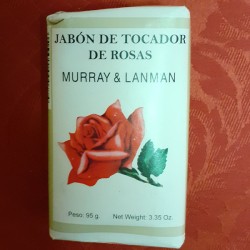 JABÓN DE TOCADOR
DE ROSAS
MURRAY & LANMAN
Peso: 95 g. Net Weight: 3.35 Oz.